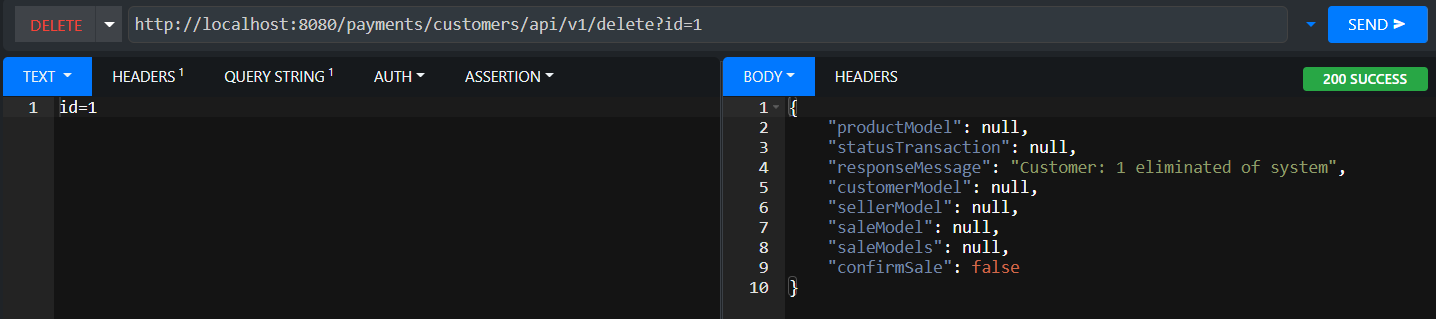 DELETE http://localhost:8080/payments/customers/api/v1/delete?id=1 SEND
TEXT HEADERS 1 QUERY STRING 1 AUTH ASSERTION
1 id=1
BODY HEADERS 200 SUCCESS
1 {
2 "productModel": null,
3 "statusTransaction": null,
4 "responseMessage": "Customer: 1 eliminated of system",
5 "customerModel": null,
6 "sellerModel": null,
7 "saleModel": null,
8 "saleModels": null,
9 "confirmSale": false
10 }